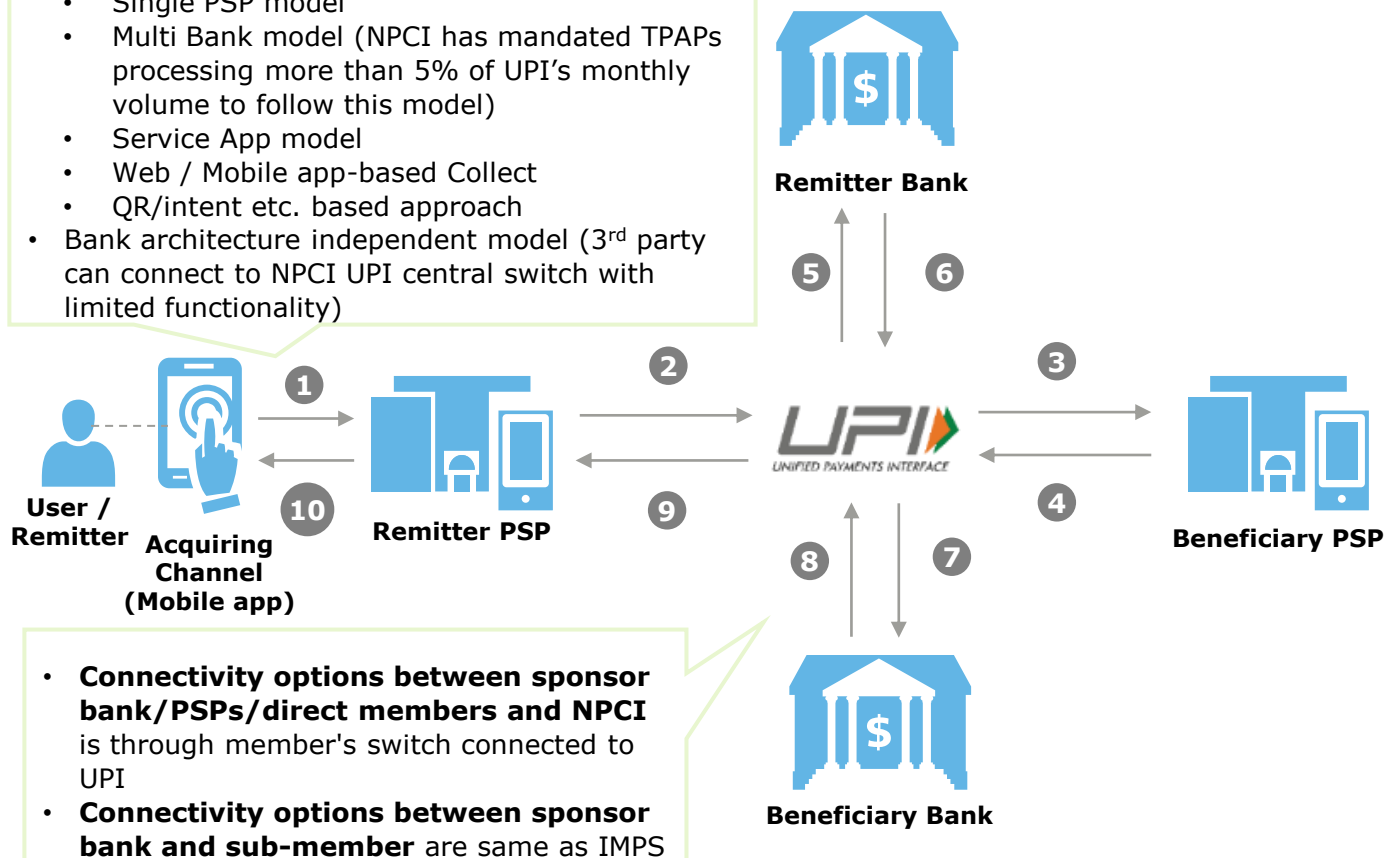 • Single PSP model
• Multi Bank model (NPCI has mandated TPAPs
processing more than 5% of UPI's monthly
volume to follow this model)
• Service App model
• Web / Mobile app-based Collect
• QR/intent etc. based approach
• Bank architecture independent model (3rd party
can connect to NPCI UPI central switch with
limited functionality)
$
Remitter Bank
5
6
1
2
3
UPI
UNIFIED PAYMENTS INTERFACE
10
9
4
User /
Remitter
Acquiring
Channel
(Mobile app)
Remitter PSP
Beneficiary PSP
8
7
• Connectivity options between sponsor
bank/PSPs/direct members and NPCI
is through member's switch connected to
UPI
• Connectivity options between sponsor
bank and sub-member are same as IMPS
$
Beneficiary Bank